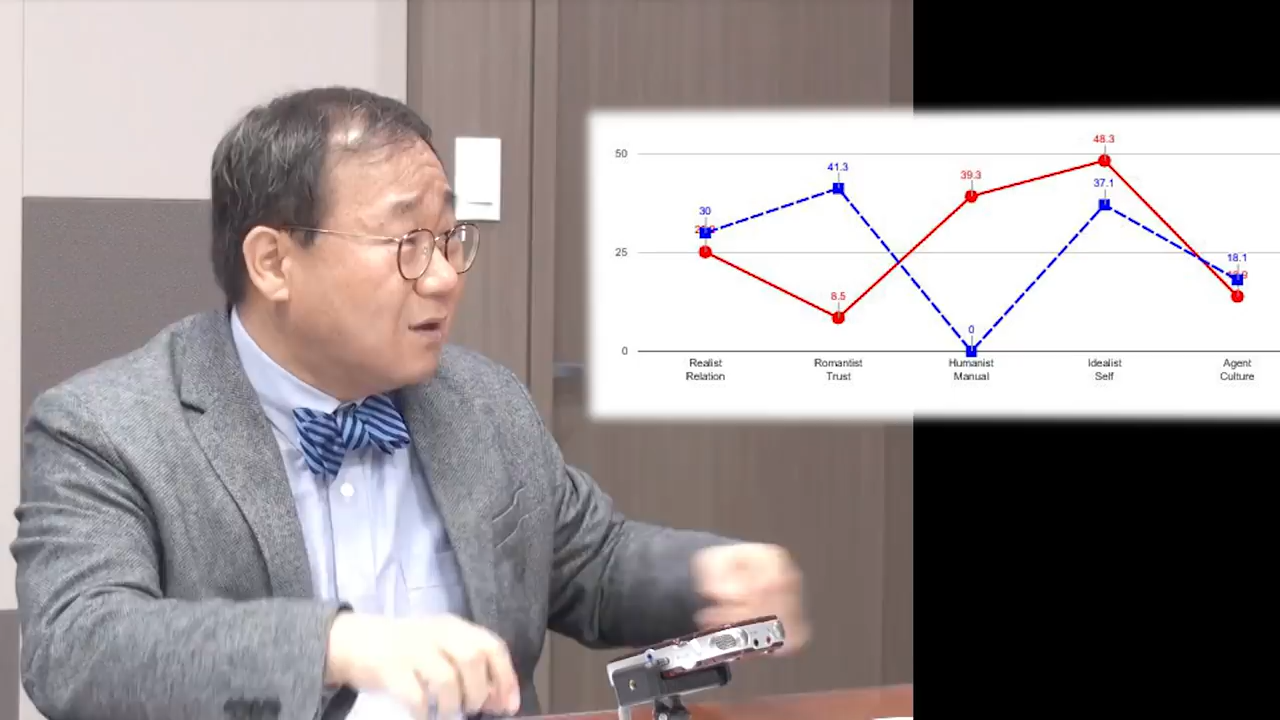 50
25
0
30
41.3
8.5
39.3
0
48.3
37.1
18.1
Realist
Relation
Romantist
Trust
Humanist
Manual
Idealist
Self
Agent
Culture